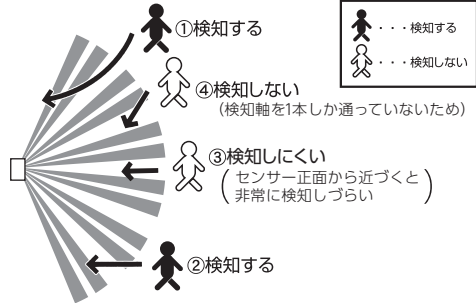 ①検知する
・・・検知する
・・・検知しない
④検知しない
（検知軸を1本しか通っていないため）
③検知しにくい
（センサー正面から近づくと
非常に検知しづらい）
②検知する